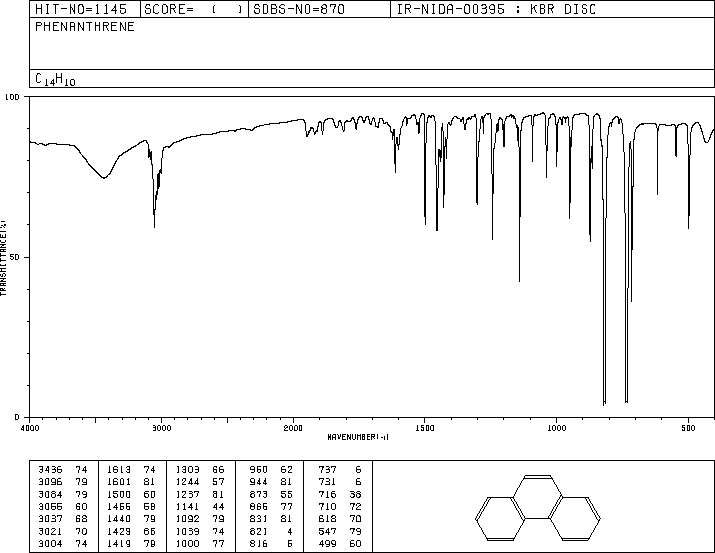 HIT-NO=1145 SCORE= ( ) SDBS-NO=870 IR-NIDA-00395 : KBR DISC
PHENANTHRENE
C14H10
100
50
0
TRANSMITTANCE(%)
4000 3000 2000 1500 1000 500
WAVENUMBER(-1)
3436 74 1613 74 1303 66 960 62 737 6
3096 79 1601 81 1244 57 944 81 731 6
3084 79 1500 60 1237 81 873 55 716 36
3055 60 1456 58 1141 44 866 77 710 72
3037 68 1440 79 1092 79 831 81 618 70
3021 70 1429 66 1039 74 821 4 547 79
3004 74 1419 79 1000 77 816 5 499 60